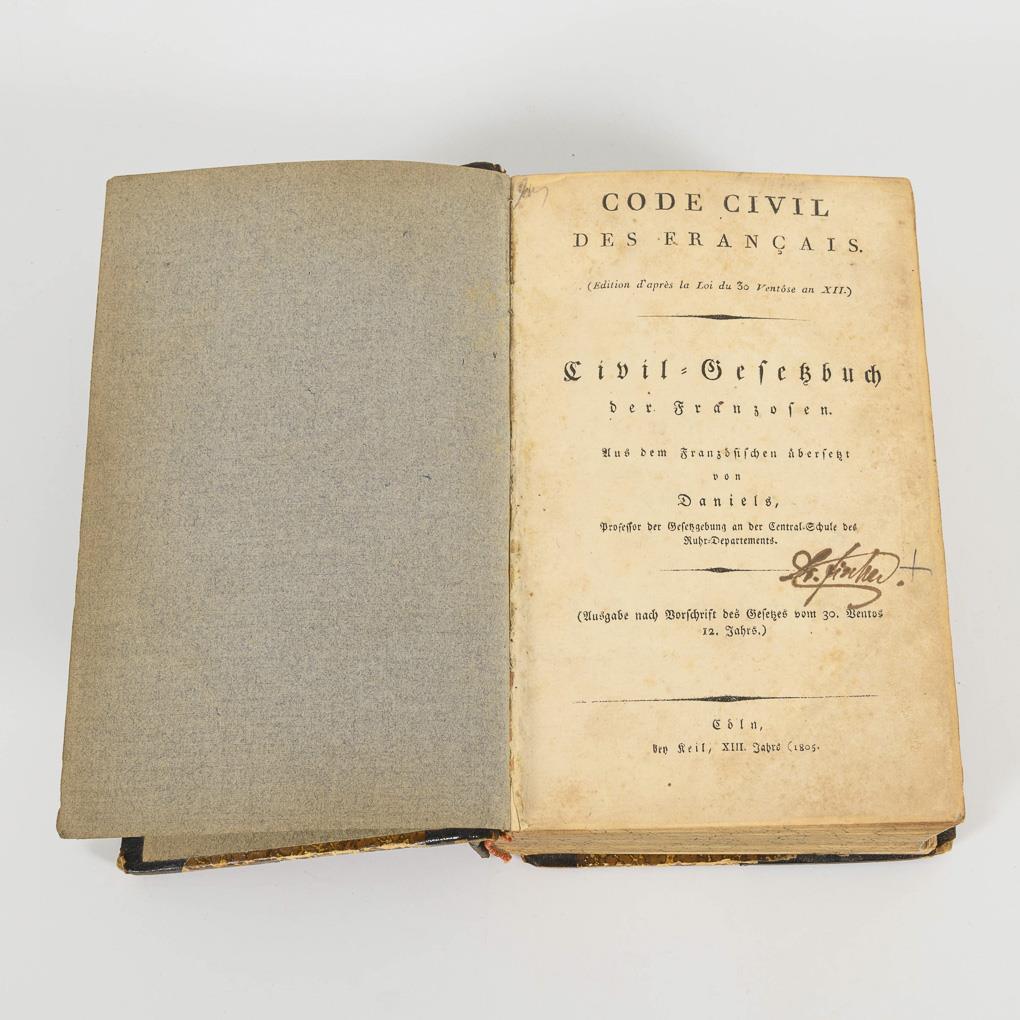 CODE CIVIL
DES FRANÇAIS.
(Edition d'après la Loi du 30 Ventôse an XII.)
Civil-Gesetzbuch
der Franzosen.
Aus dem Französischen übersetzt
von
Daniels,
Professor der Gesetzgebung an der Central-Schule des
Ruhr-Departements.
Dr. Fischer.
(Ausgabe nach Vorschrift des Gesetzes vom 30. Ventos
12. Jahrs.)
Cöln,
bey Keil, XIII. Jahrs (1805.